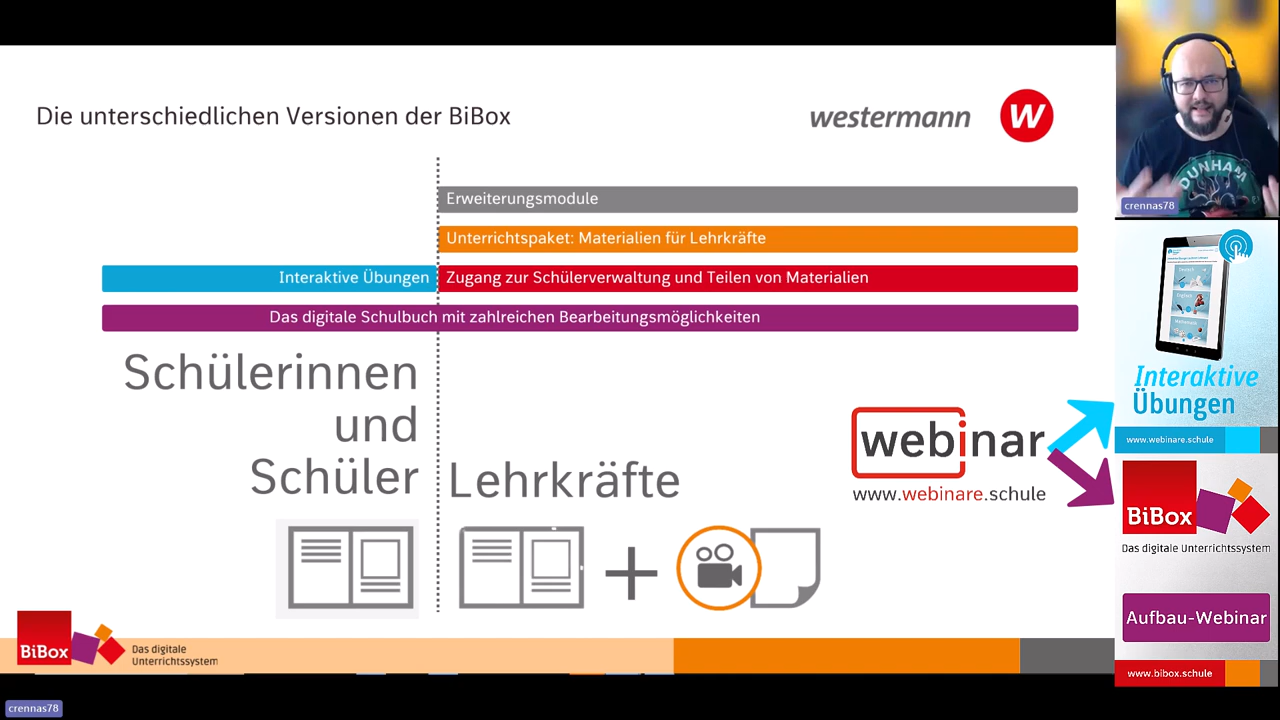 Die unterschiedlichen Versionen der BiBox
westermann
W
Erweiterungsmodule
Unterrichtspaket: Materialien für Lehrkräfte
Interaktive Übungen
Zugang zur Schülerverwaltung und Teilen von Materialien
Das digitale Schulbuch mit zahlreichen Bearbeitungsmöglichkeiten
Schülerinnen
und
Schüler
Lehrkräfte
webinar
www.webinare.schule
BiBox
Das digitale
Unterrichtssystem
crennas78
DUNHAM
crennas78
Interaktive
Übungen
www.webinare.schule
BiBox
Das digitale Unterrichtssystem
Aufbau-Webinar
www.bibox.schule